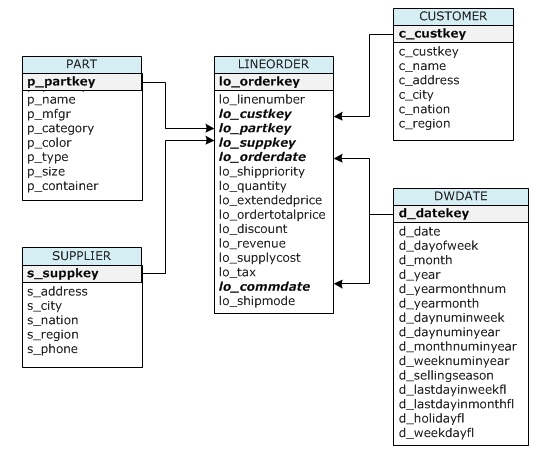 PART
p_partkey
p_name
p_mfgr
p_category
p_color
p_type
p_size
p_container
SUPPLIER
s_suppkey
s_address
s_city
s_nation
s_region
s_phone
LINEORDER
lo_orderkey
lo_linenumber
lo_custkey
lo_partkey
lo_suppkey
lo_orderdate
lo_shippriority
lo_quantity
lo_extendedprice
lo_ordertotalprice
lo_discount
lo_revenue
lo_supplycost
lo_tax
lo_commdate
lo_shipmode
CUSTOMER
c_custkey
c_custkey
c_name
c_address
c_city
c_nation
c_region
DWDATE
d_datekey
d_date
d_dayofweek
d_month
d_year
d_yearmonthnum
d_yearmonth
d_daynuminweek
d_daynuminyear
d_monthnuminyear
d_weeknuminyear
d_sellingseason
d_lastdayinweekfl
d_lastdayinmonthfl
d_holidayfl
d_weekdayfl